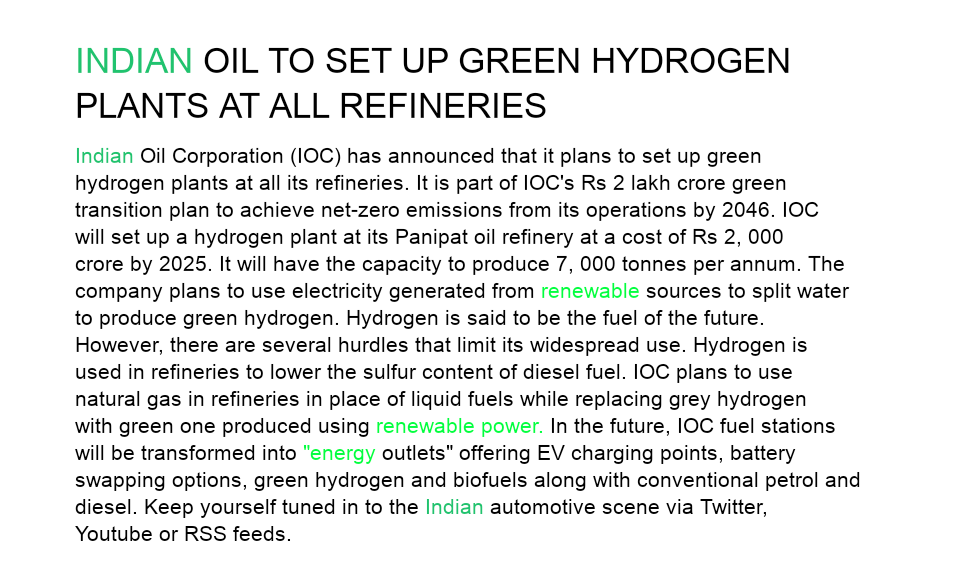 INDIAN OIL TO SET UP GREEN HYDROGEN
PLANTS AT ALL REFINERIES
Indian Oil Corporation (IOC) has announced that it plans to set up green
hydrogen plants at all its refineries. It is part of IOC's Rs 2 lakh crore green
transition plan to achieve net-zero emissions from its operations by 2046. IOC
will set up a hydrogen plant at its Panipat oil refinery at a cost of Rs 2, 000
crore by 2025. It will have the capacity to produce 7, 000 tonnes per annum. The
company plans to use electricity generated from renewable sources to split water
to produce green hydrogen. Hydrogen is said to be the fuel of the future.
However, there are several hurdles that limit its widespread use. Hydrogen is
used in refineries to lower the sulfur content of diesel fuel. IOC plans to use
natural gas in refineries in place of liquid fuels while replacing grey hydrogen
with green one produced using renewable power. In the future, IOC fuel stations
will be transformed into "energy outlets" offering EV charging points, battery
swapping options, green hydrogen and biofuels along with conventional petrol and
diesel. Keep yourself tuned in to the Indian automotive scene via Twitter,
Youtube or RSS feeds.